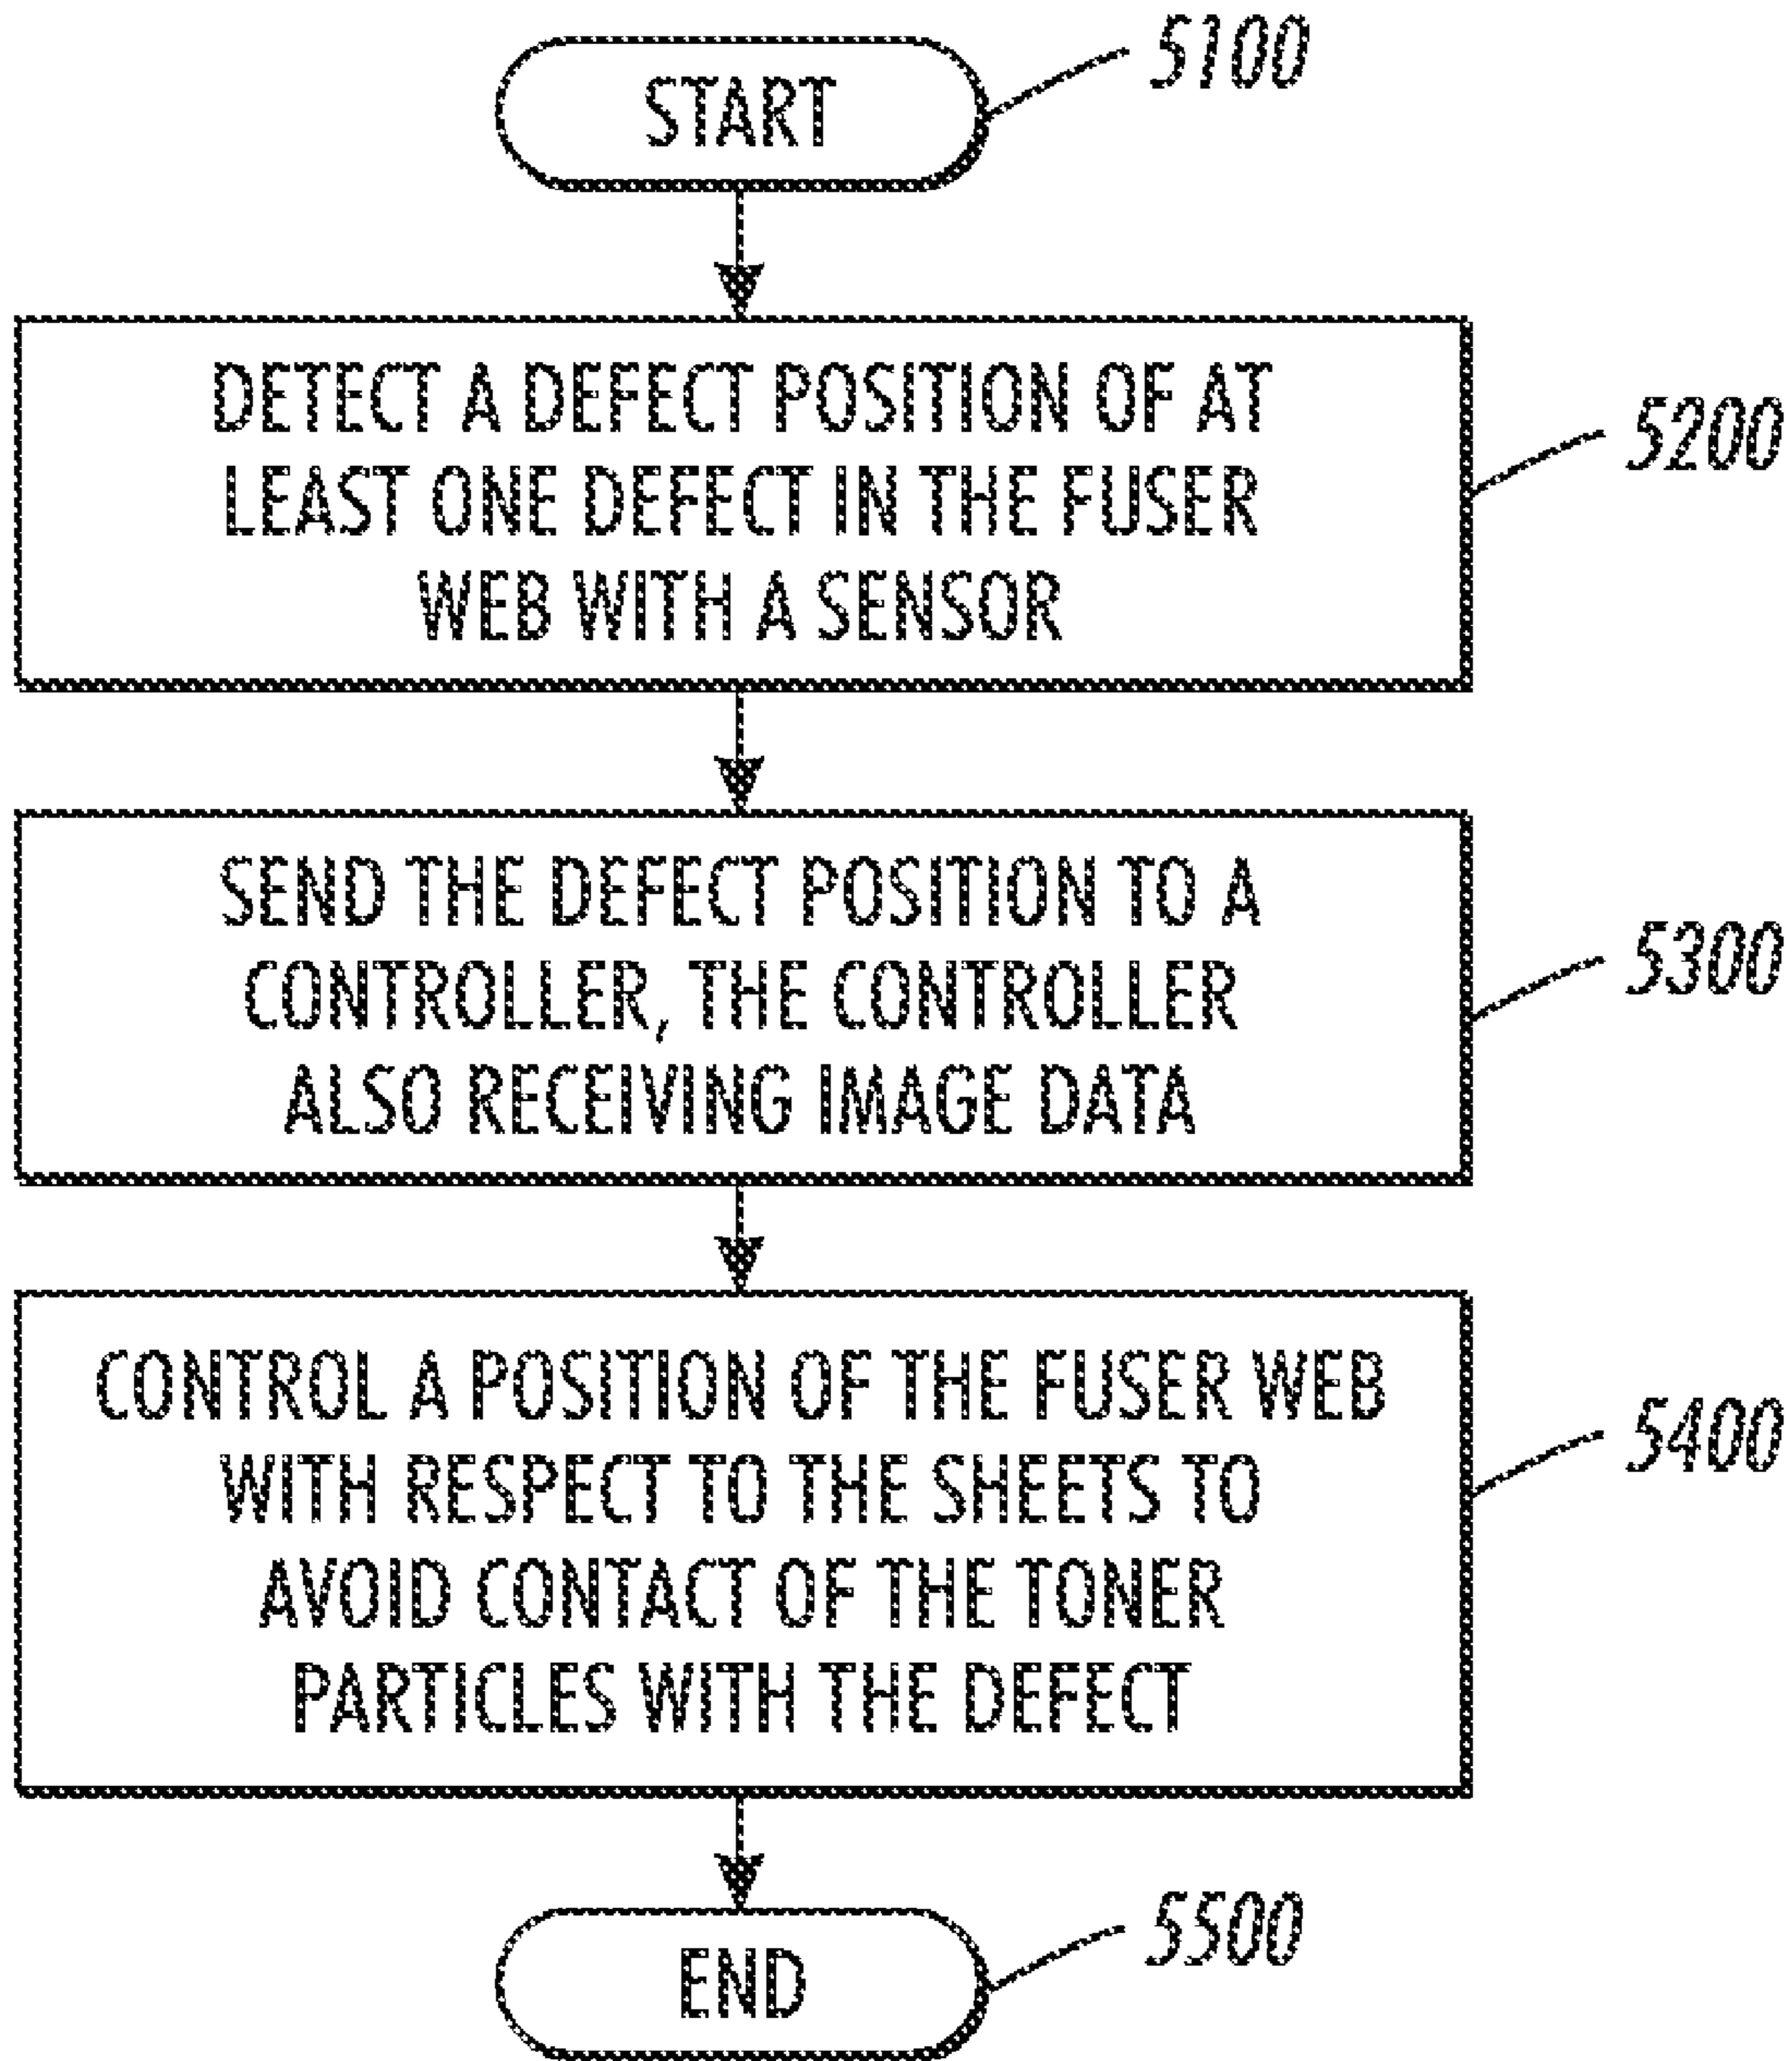 START
5100
DETECT A DEFECT POSITION OF AT
LEAST ONE DEFECT IN THE FUSER
WEB WITH A SENSOR
5200
SEND THE DEFECT POSITION TO A
CONTROLLER, THE CONTROLLER
ALSO RECEIVING IMAGE DATA
5300
CONTROL A POSITION OF THE FUSER WEB
WITH RESPECT TO THE SHEETS TO
AVOID CONTACT OF THE TONER
PARTICLES WITH THE DEFECT
5400
END
5500